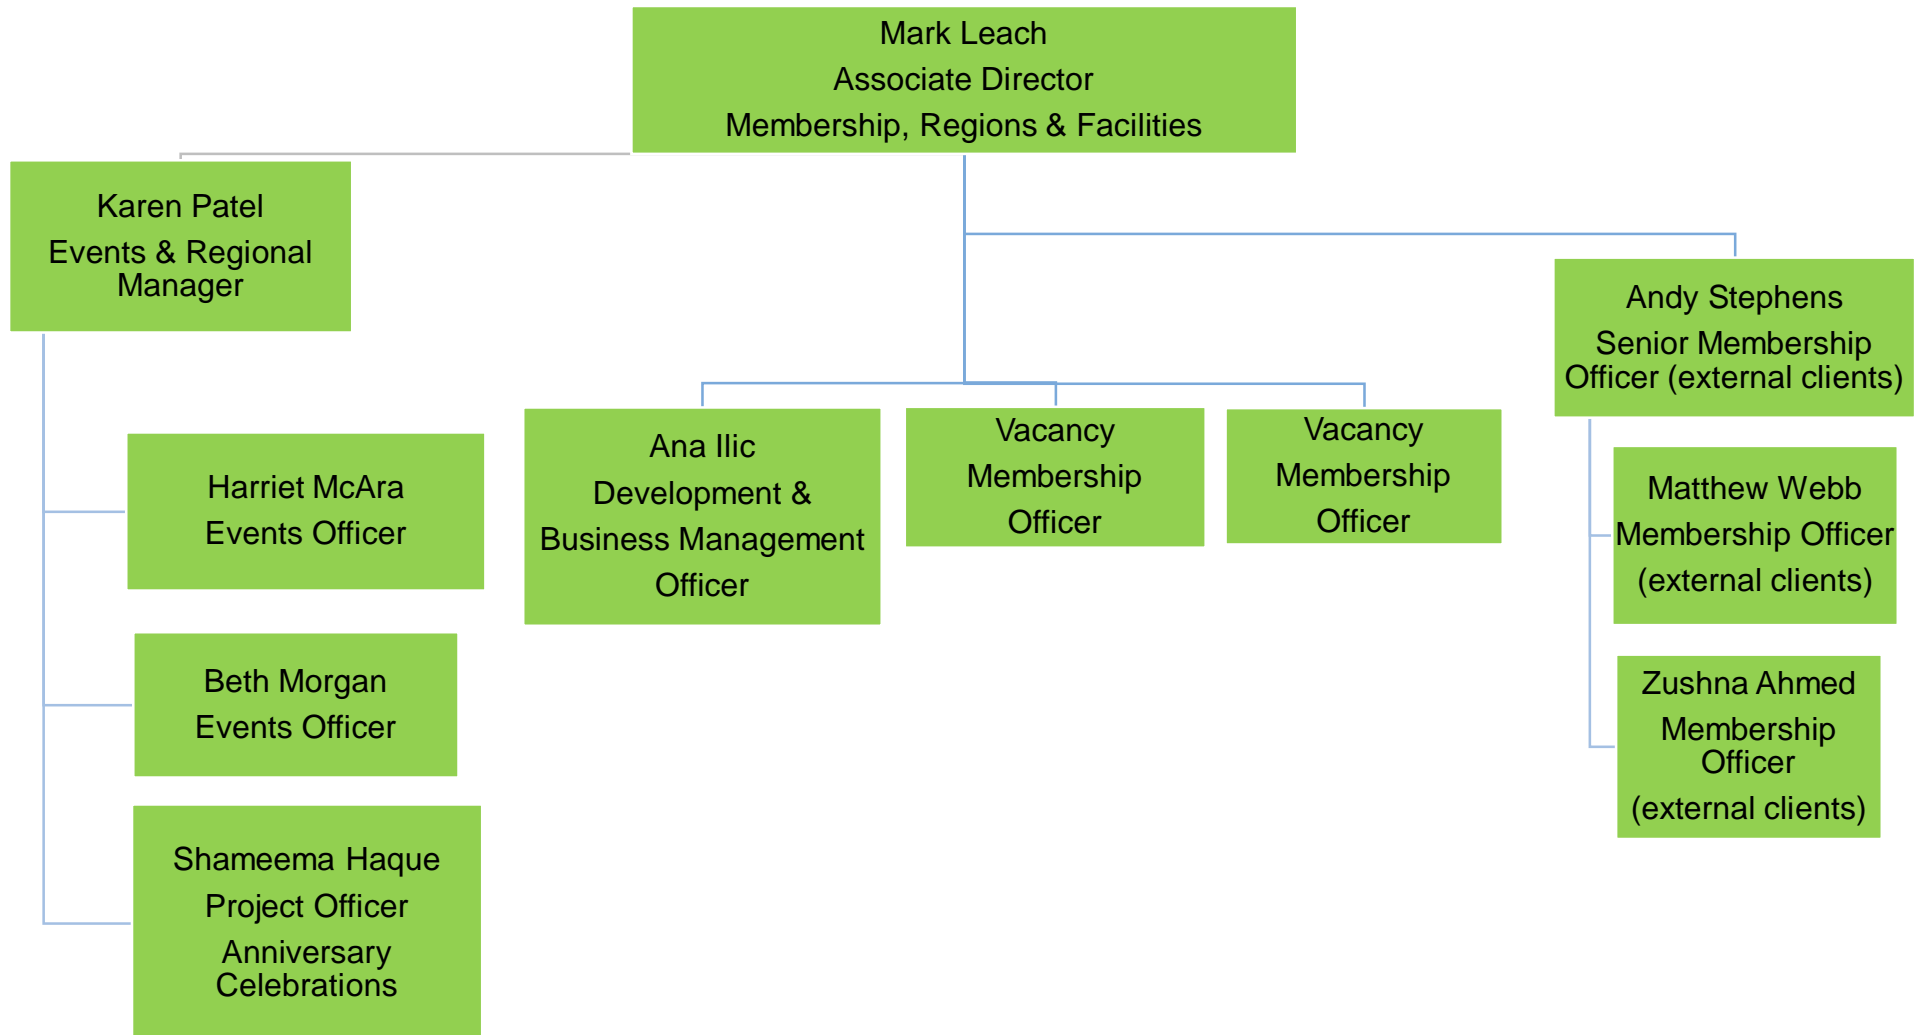 Mark Leach
Associate Director
Membership, Regions & Facilities
Karen Patel
Events & Regional
Manager
Harriet McAra
Events Officer
Beth Morgan
Events Officer
Shameema Haque
Project Officer
Anniversary
Celebrations
Ana Ilic
Development &
Business Management
Officer
Vacancy
Membership
Officer
Vacancy
Membership
Officer
Andy Stephens
Senior Membership
Officer (external clients)
Matthew Webb
Membership Officer
(external clients)
Zushna Ahmed
Membership
Officer
(external clients)